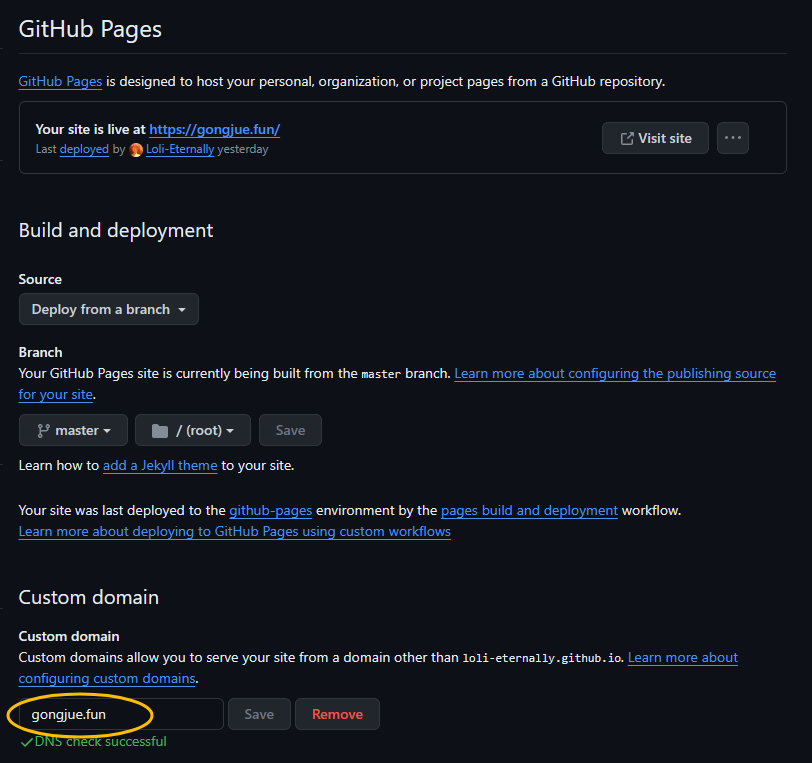 GitHub Pages
GitHub Pages is designed to host your personal, organization, or project pages from a GitHub repository.
Your site is live at https://gongjue.fun/
Last deployed by Loli-Eternally yesterday
Visit site
Build and deployment
Source
Deploy from a branch
Branch
Your GitHub Pages site is currently being built from the master branch. Learn more about configuring the publishing source
for your site.
master
/ (root)
Save
Learn how to add a Jekyll theme to your site.
Your site was last deployed to the github-pages environment by the pages build and deployment workflow.
Learn more about deploying to GitHub Pages using custom workflows
Custom domain
Custom domain
Custom domains allow you to serve your site from a domain other than loli-eternally.github.io. Learn more about
configuring custom domains.
gongjue.fun
Save
Remove
DNS check successful